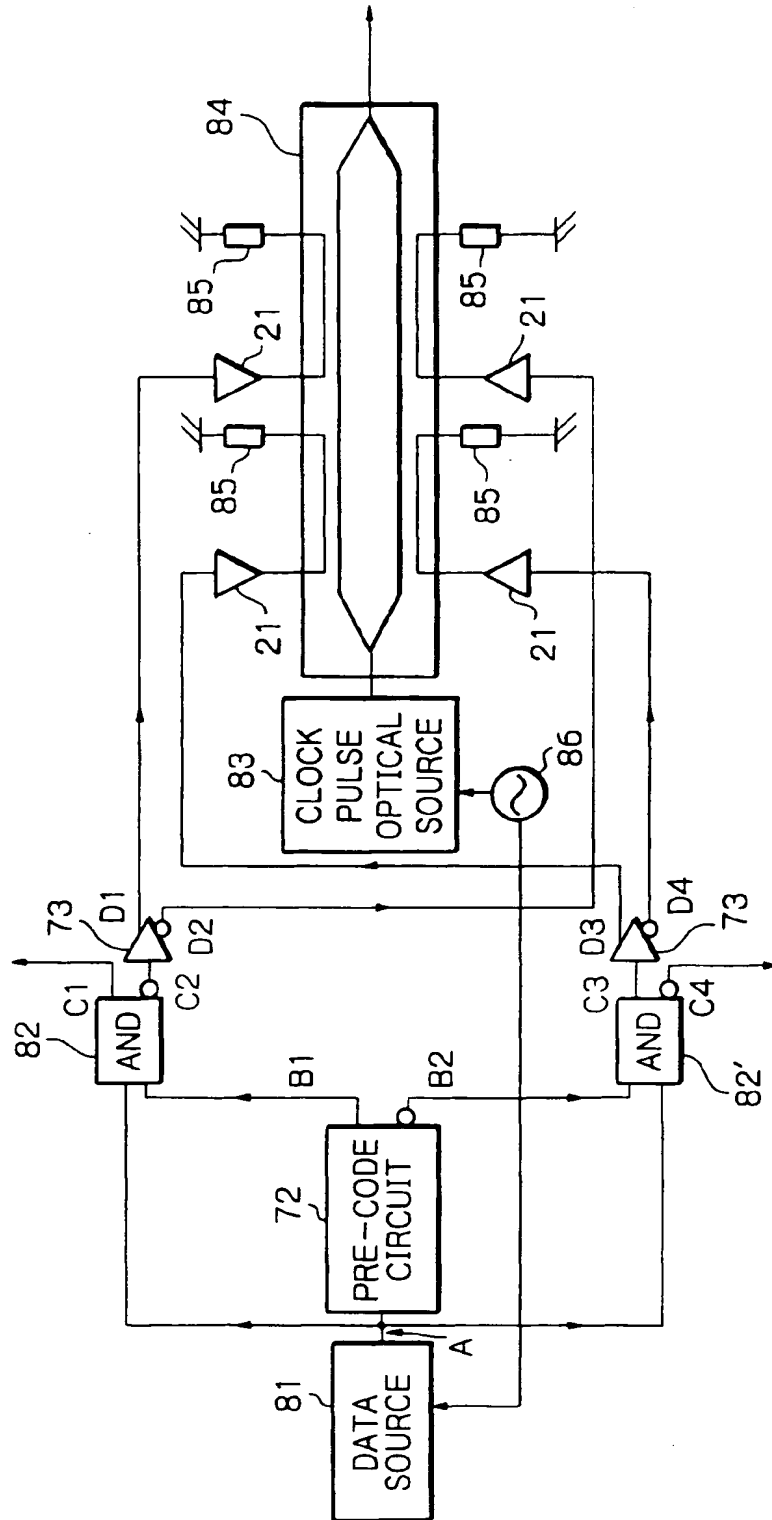 81
DATA
SOURCE
A
72
PRE-CODE
CIRCUIT
B1
B2
82
AND
C1
C2
73
D1
D2
82'
AND
C3
C4
73
D3
D4
83
CLOCK
PULSE
OPTICAL
SOURCE
86
84
21
85
21
85
21
85
21
85